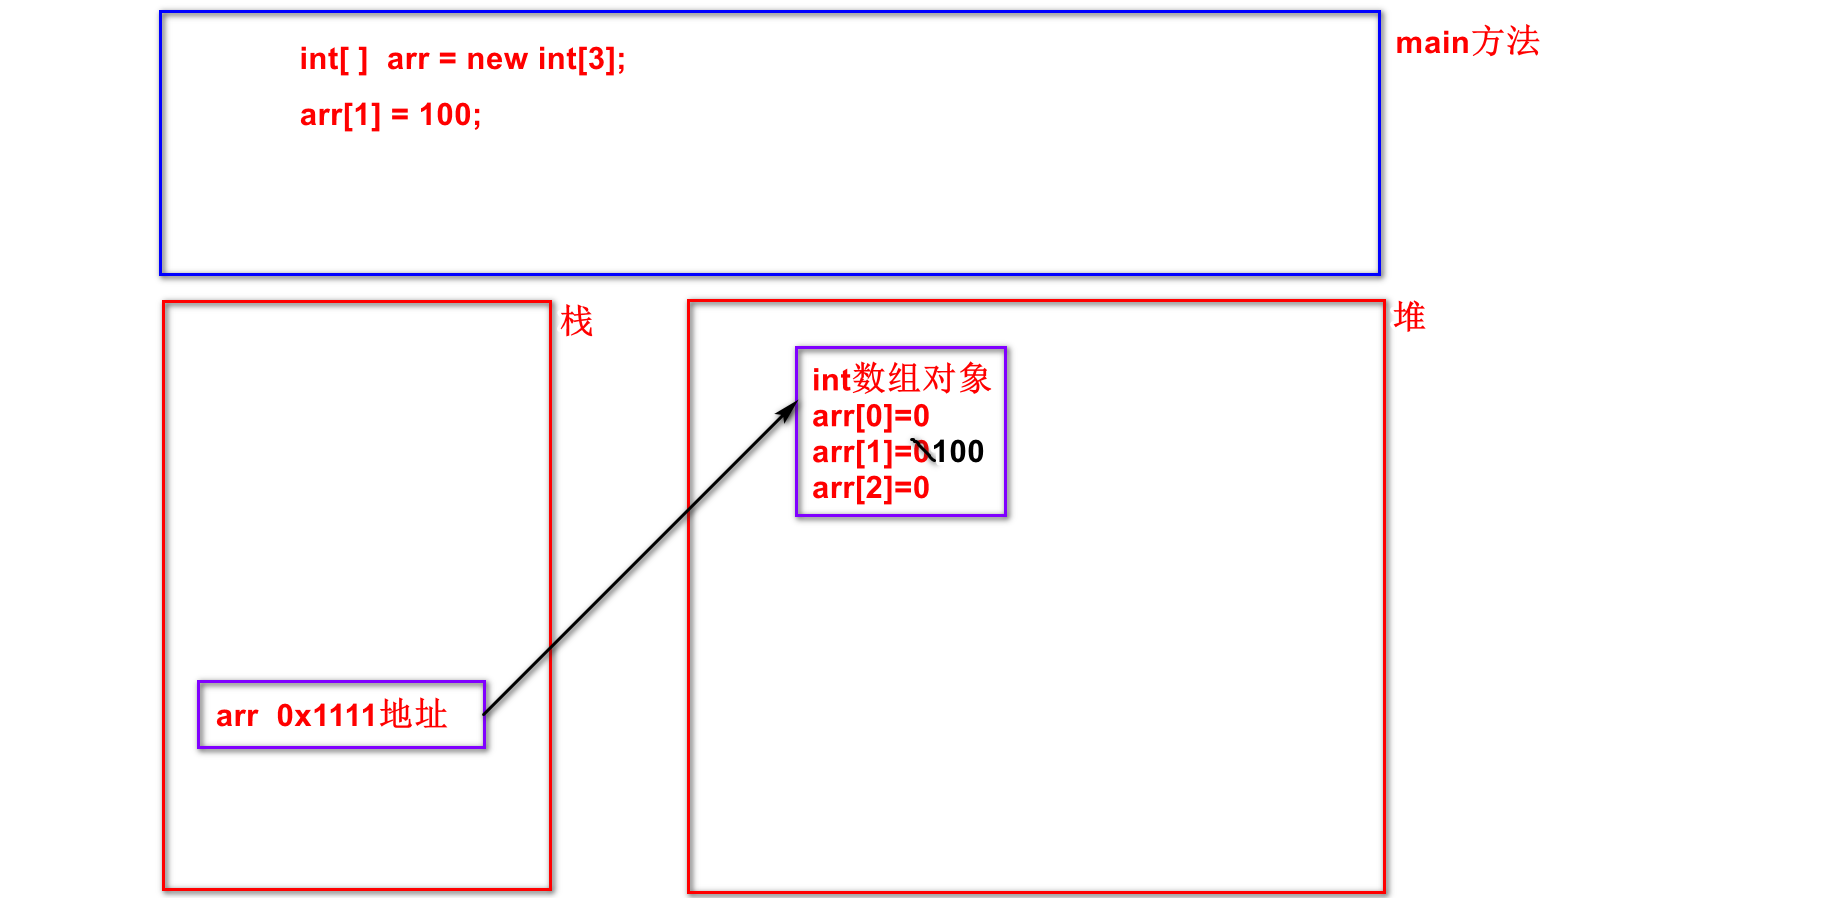 int[ ]  arr = new int[3];
main方法
arr[1] = 100;
栈
堆
int数组对象
arr[0]=0
arr[1]=0100
arr[2]=0
arr  0x1111地址